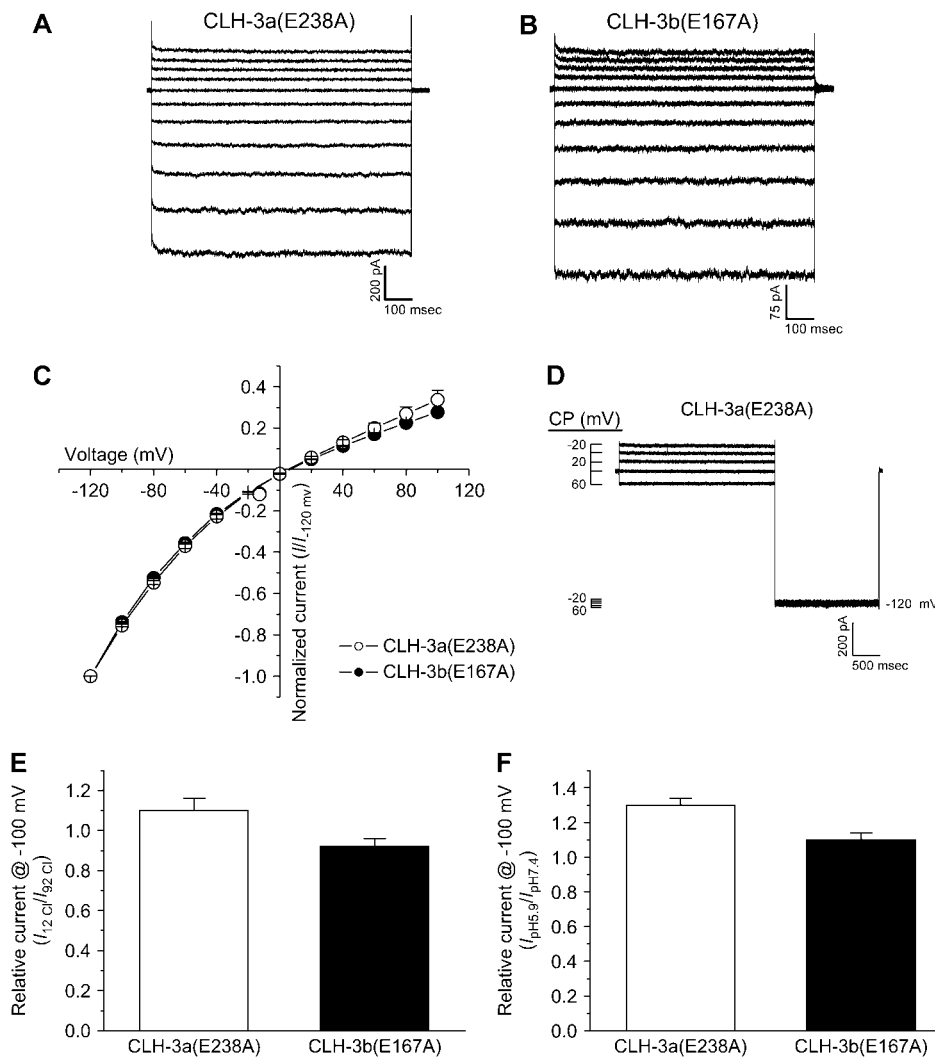 A
CLH-3a(E238A)
200 pA
100 msec
B
CLH-3b(E167A)
75 pA
100 msec
C
Voltage (mV)
-120
-80
-40
40
80
120
0.4
0.2
-0.2
-0.4
-0.6
-0.8
-1.0
Normalized current (I/I-120 mv)
CLH-3a(E238A)
CLH-3b(E167A)
D
CLH-3a(E238A)
CP (mV)
-20
20
60
-20
60
-120 mV
200 pA
500 msec
E
Relative current @ -100 mV
(I12 Cl/I92 Cl)
1.2
1.0
0.8
0.6
0.4
0.2
0.0
CLH-3a(E238A)
CLH-3b(E167A)
F
Relative current @ -100 mV
(IpH5.9/IpH7.4)
1.4
1.2
1.0
0.8
0.6
0.4
0.2
0.0
CLH-3a(E238A)
CLH-3b(E167A)